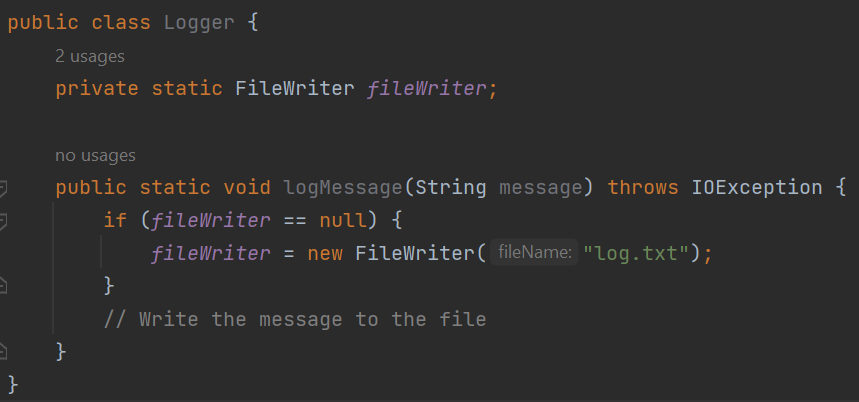 public class Logger {
2 usages
private static FileWriter fileWriter;
no usages
public static void logMessage(String message) throws IOException {
if (fileWriter == null) {
fileWriter = new FileWriter( fileName: "log.txt");
}
// Write the message to the file
}
}